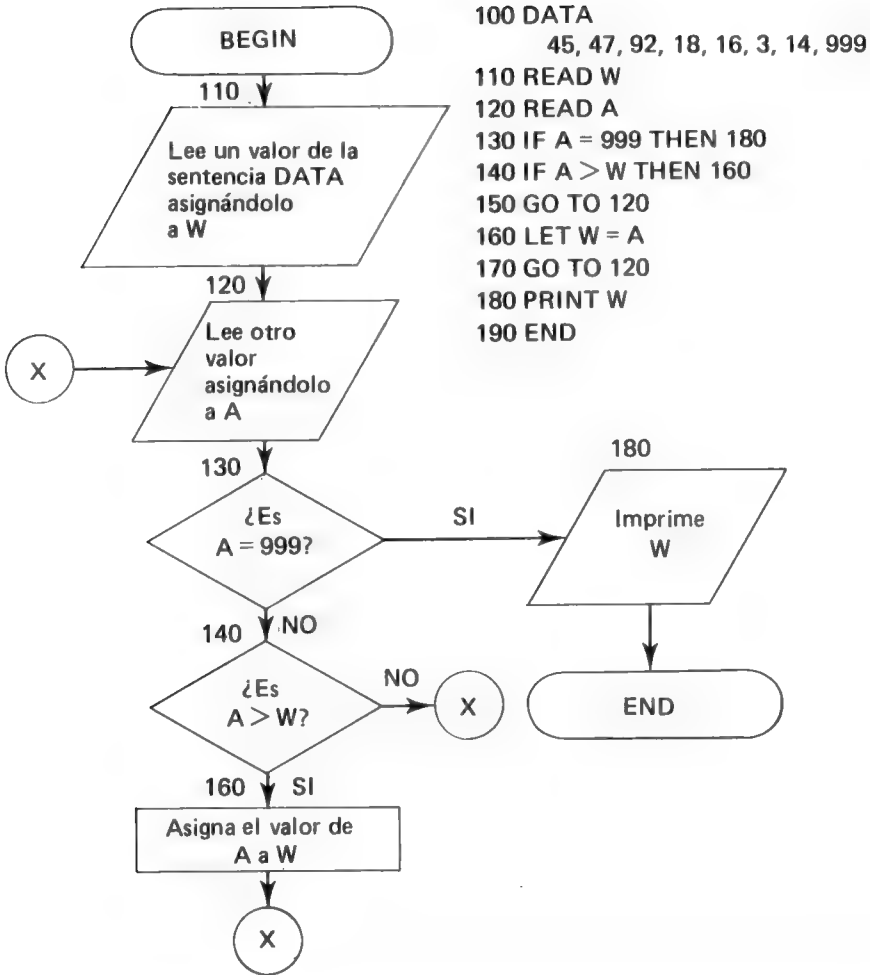 BEGIN
110
Lee un valor de la
sentencia DATA
asignándolo
a W
120
Lee otro
valor
asignándolo
a A
X
130
¿Es
A = 999?
SI
180
Imprime
W
END
140
NO
¿Es
A > W?
NO
X
160
SI
Asigna el valor de
A a W
X
100 DATA
45, 47, 92, 18, 16, 3, 14, 999
110 READ W
120 READ A
130 IF A = 999 THEN 180
140 IF A > W THEN 160
150 GO TO 120
160 LET W = A
170 GO TO 120
180 PRINT W
190 END